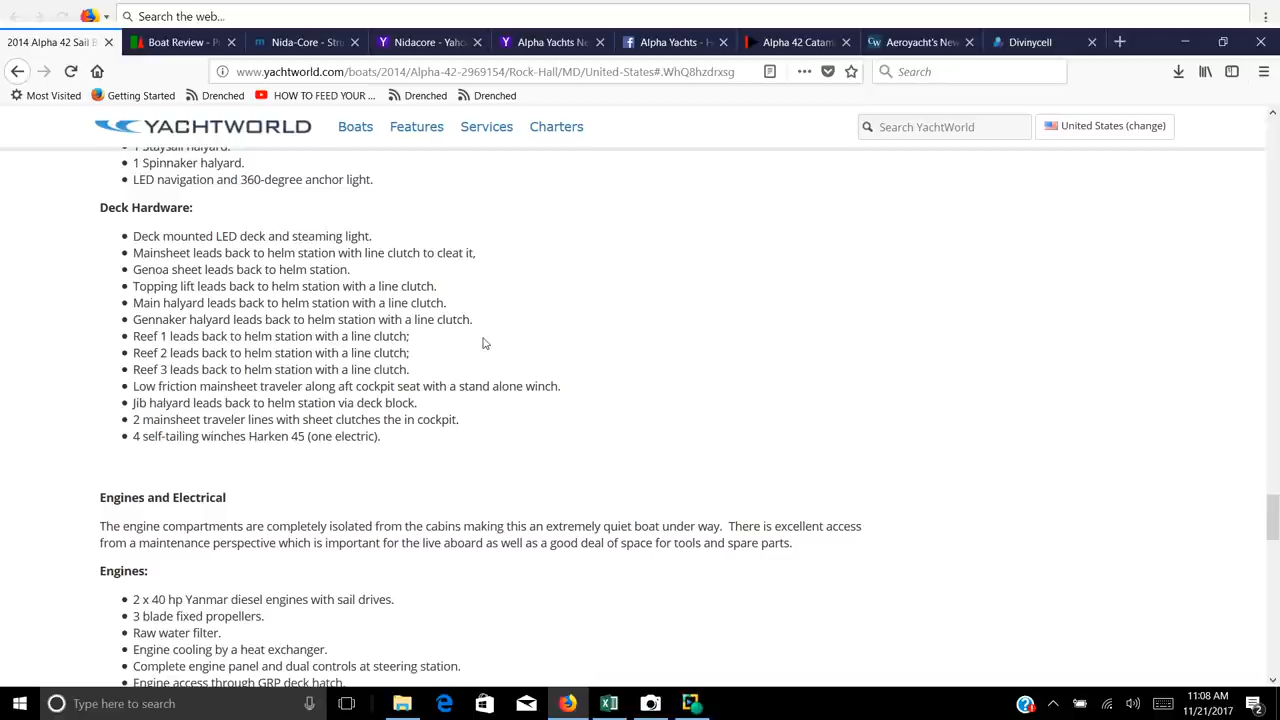 Search the web...
2014 Alpha 42 Sail B
Boat Review - P
Nida-Core - Stru
Nidacore - Yaho
Alpha Yachts Ne
Alpha Yachts - H
Alpha 42 Catam
Aeroyacht's New
Divinycell
www.yachtworld.com/boats/2014/Alpha-42-2969154/Rock-Hall/MD/United-States#.WhQ8hzdrxsg
Search
Most Visited
Getting Started
Drenched
HOW TO FEED YOUR ...
Drenched
Drenched
YACHTWORLD
Boats
Features
Services
Charters
Search YachtWorld
United States (change)
1 Staysail halyard.
1 Spinnaker halyard.
LED navigation and 360-degree anchor light.
Deck Hardware:
Deck mounted LED deck and steaming light.
Mainsheet leads back to helm station with line clutch to cleat it,
Genoa sheet leads back to helm station.
Topping lift leads back to helm station with a line clutch.
Main halyard leads back to helm station with a line clutch.
Gennaker halyard leads back to helm station with a line clutch.
Reef 1 leads back to helm station with a line clutch;
Reef 2 leads back to helm station with a line clutch;
Reef 3 leads back to helm station with a line clutch.
Low friction mainsheet traveler along aft cockpit seat with a stand alone winch.
Jib halyard leads back to helm station via deck block.
2 mainsheet traveler lines with sheet clutches the in cockpit.
4 self-tailing winches Harken 45 (one electric).
Engines and Electrical
The engine compartments are completely isolated from the cabins making this an extremely quiet boat under way. There is excellent access
from a maintenance perspective which is important for the live aboard as well as a good deal of space for tools and spare parts.
Engines:
2 x 40 hp Yanmar diesel engines with sail drives.
3 blade fixed propellers.
Raw water filter.
Engine cooling by a heat exchanger.
Complete engine panel and dual controls at steering station.
Engine access through GRP deck hatch.
Type here to search
11:08 AM
11/21/2017
2